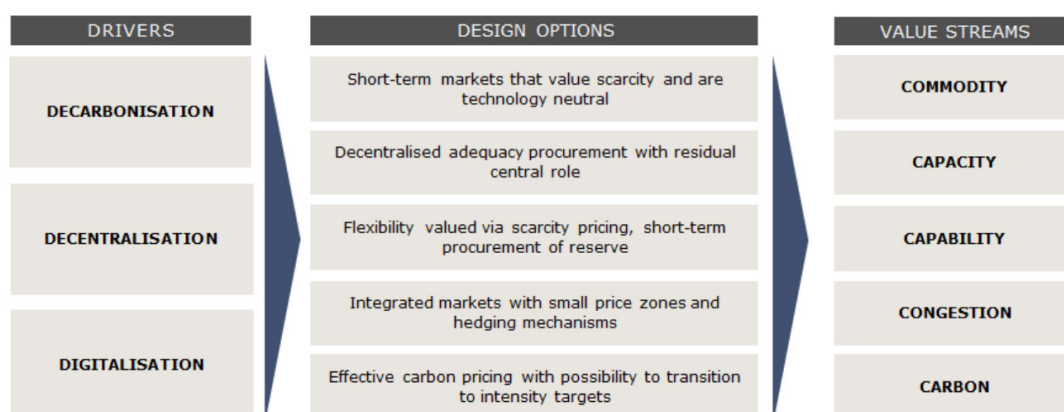 DRIVERS
DECARBONISATION
DECENTRALISATION
DIGITALISATION
DESIGN OPTIONS
Short-term markets that value scarcity and are
technology neutral
Decentralised adequacy procurement with residual
central role
Flexibility valued via scarcity pricing, short-term
procurement of reserve
Integrated markets with small price zones and
hedging mechanisms
Effective carbon pricing with possibility to transition
to intensity targets
VALUE STREAMS
COMMODITY
CAPACITY
CAPABILITY
CONGESTION
CARBON